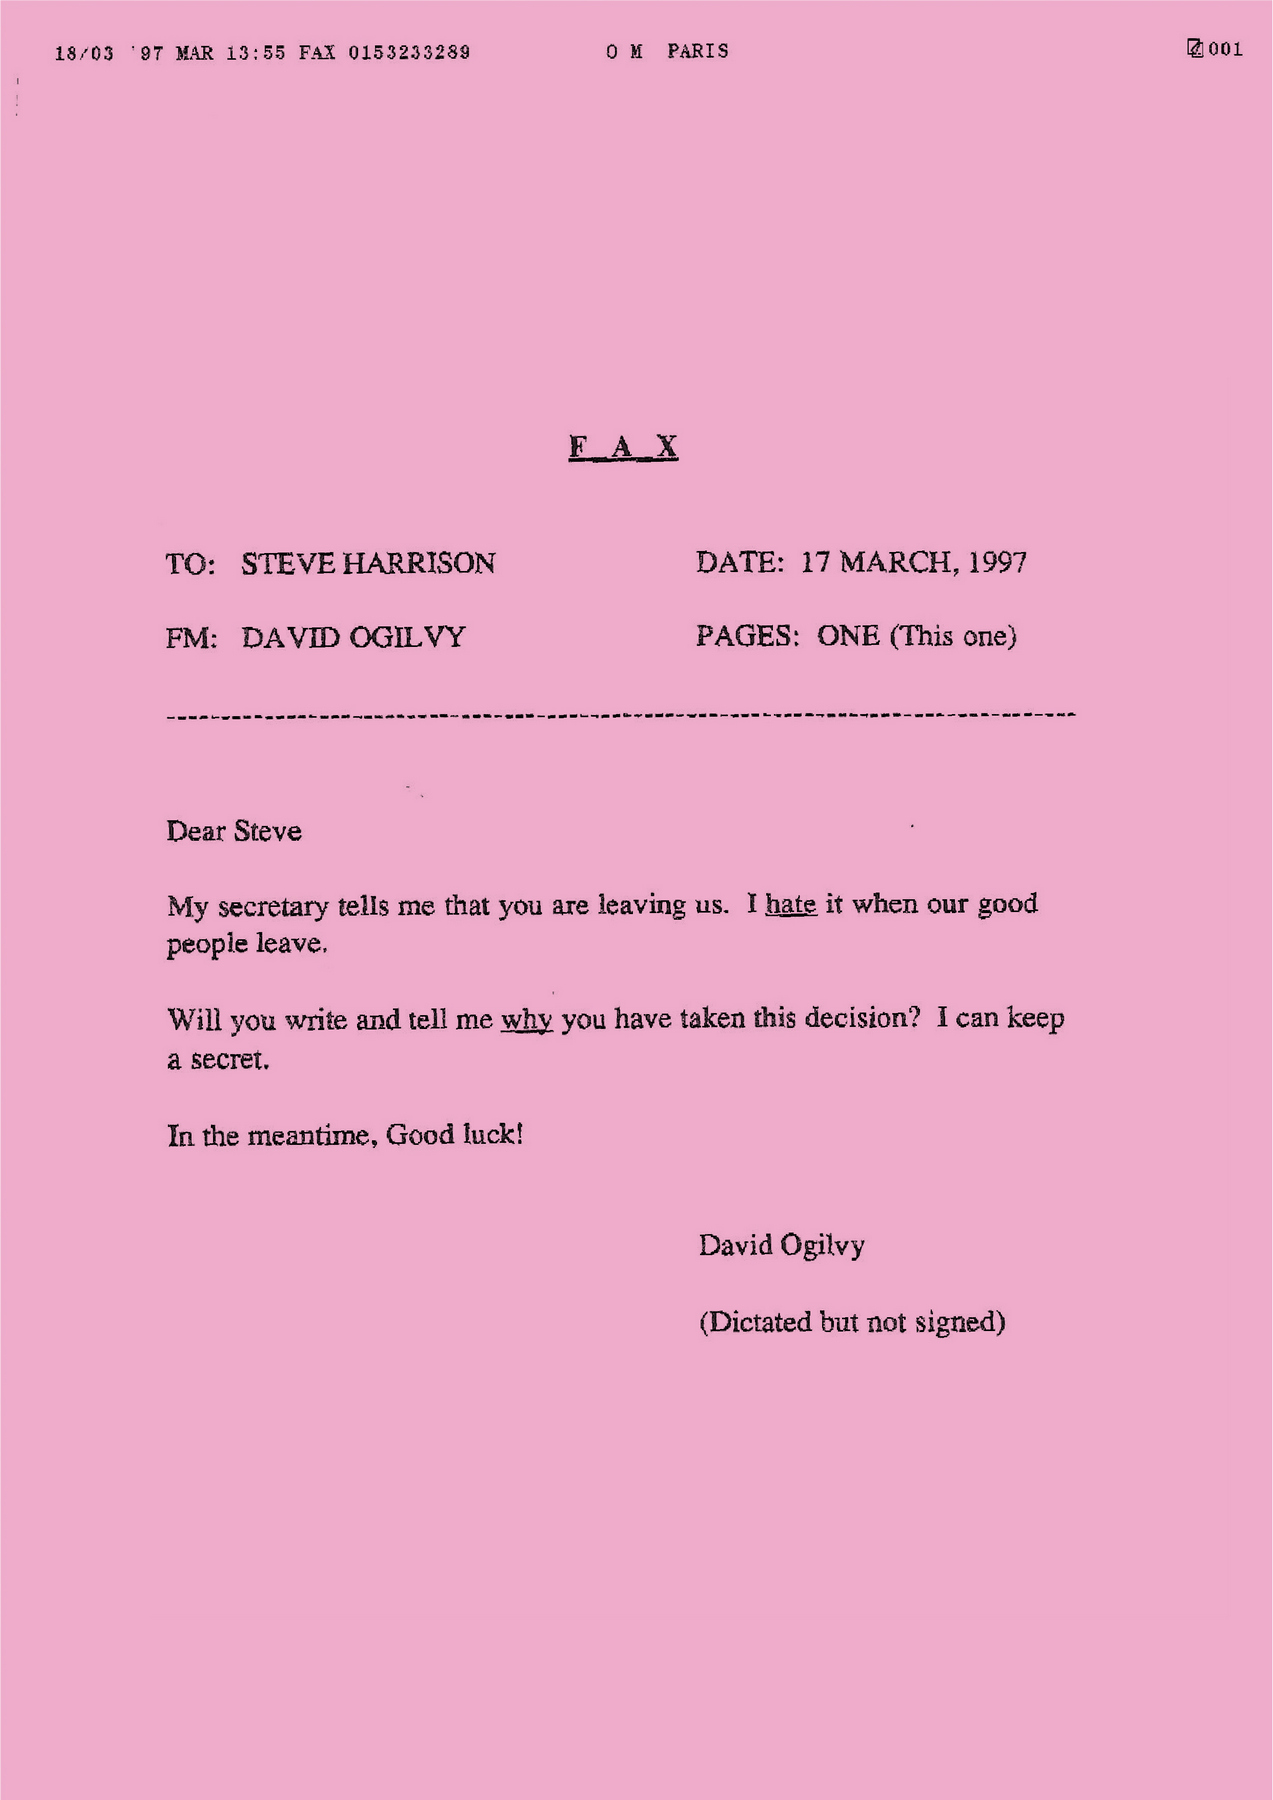 18/03 '97 MAR 13:55 FAX 0153233289 O M PARIS 001
F A X
TO: STEVE HARRISON DATE: 17 MARCH, 1997
FM: DAVID OGILVY PAGES: ONE (This one)
Dear Steve
My secretary tells me that you are leaving us. I hate it when our good
people leave.
Will you write and tell me why you have taken this decision? I can keep
a secret.
In the meantime, Good luck!
David Ogilvy
(Dictated but not signed)